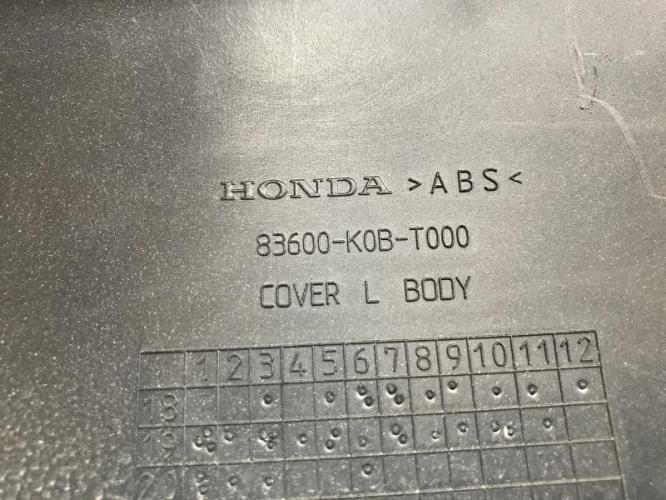 HONDA >ABS<
83600-K0B-T000
COVER L BODY
1 2 3 4 5 6 7 8 9 10 11 12
18
19
20